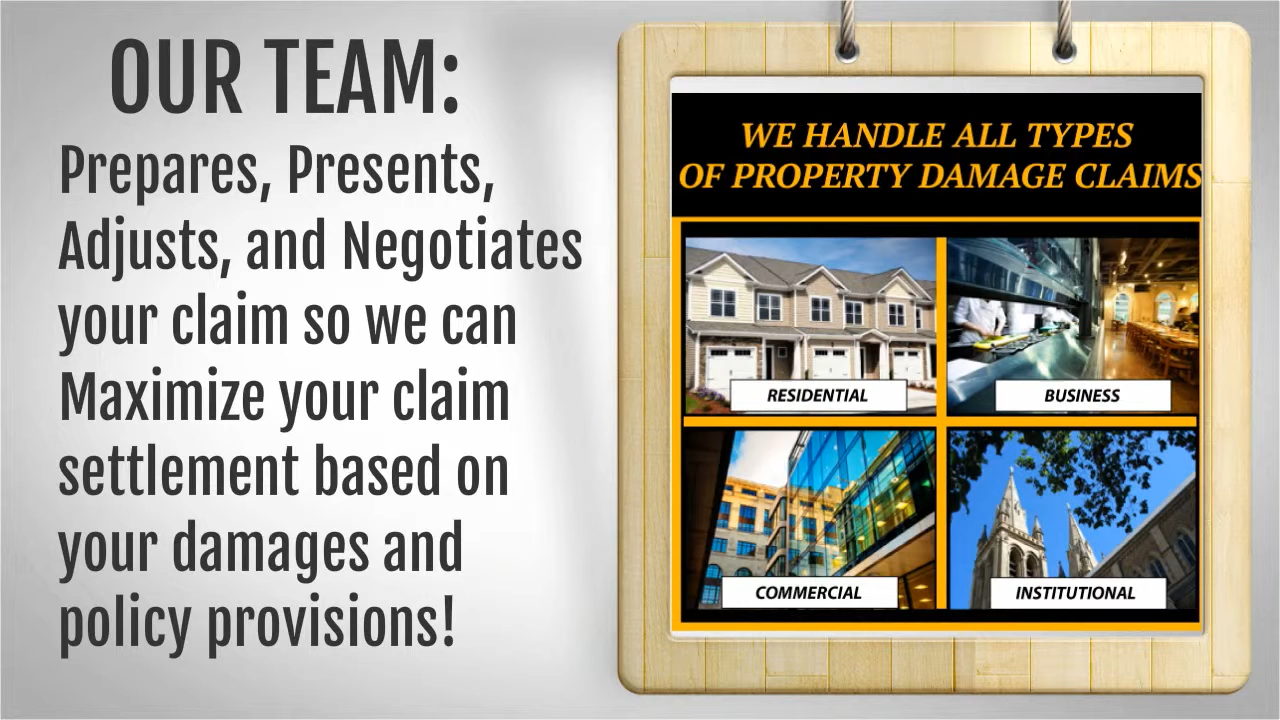 OUR TEAM:
Prepares, Presents,
Adjusts, and Negotiates
your claim so we can
Maximize your claim
settlement based on
your damages and
policy provisions!
WE HANDLE ALL TYPES
OF PROPERTY DAMAGE CLAIMS
RESIDENTIAL
BUSINESS
COMMERCIAL
INSTITUTIONAL